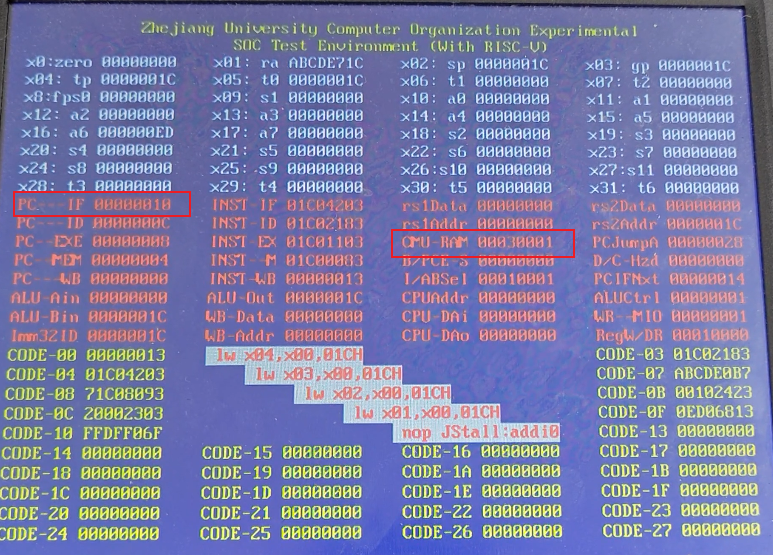 Zhejiang University Computer Organization Experimental
SOC Test Environment (With RISC-V)
x0:zero 00000000 x01: ra ABCDE71C x02: sp 0000001C x03: gp 0000001C
x04: tp 0000001C x05: t0 0000001C x06: t1 00000000 x07: t2 00000000
x8:fps0 00000000 x09: s1 00000000 x10: a0 00000000 x11: a1 00000000
x12: a2 00000000 x13: a3 00000000 x14: a4 00000000 x15: a5 00000000
x16: a6 000000ED x17: a7 00000000 x18: s2 00000000 x19: s3 00000000
x20: s4 00000000 x21: s5 00000000 x22: s6 00000000 x23: s7 00000000
x24: s8 00000000 x25: s9 00000000 x26:s10 00000000 x27:s11 00000000
x28: t3 00000000 x29: t4 00000000 x30: t5 00000000 x31: t6 00000000
PC---IF 00000010 INST-IF 01C04203 rs1Data 00000000 rs2Data 00000000
PC---ID 0000000C INST-ID 01C02183 rs1Addr 00000000 rs2Addr 0000001C
PC--EXE 00000008 INST-EX 01C01103 CMU-RAM 00030001 PCJumpA 00000028
PC--MEM 00000004 INST--M 01C00083 B/PCE-S 00000000 D/C-Hzd 00000000
PC---WB 00000000 INST-WB 00000013 I/ABSel 00010001 PCIFNxt 00000014
ALU-Ain 00000000 ALU-Out 0000001C CPUAddr 00000000 ALUCtrl 00000001
ALU-Bin 0000001C WB-Data 00000000 CPU-DAi 00000000 WR--MIO 00000001
Imm32ID 0000001C WB-Addr 00000000 CPU-DAo 00000000 RegW/DR 00010000
CODE-00 00000013 lw x04,x00,01CH CODE-03 01C02183
CODE-04 01C04203 lw x03,x00,01CH CODE-07 ABCDE0B7
CODE-08 71C08093 lw x02,x00,01CH CODE-0B 00102423
CODE-0C 20002303 lw x01,x00,01CH CODE-0F 0ED06813
CODE-10 FFDFF06F nop JStall:addi0 CODE-13 00000000
CODE-14 00000000 CODE-15 00000000 CODE-16 00000000 CODE-17 00000000
CODE-18 00000000 CODE-19 00000000 CODE-1A 00000000 CODE-1B 00000000
CODE-1C 00000000 CODE-1D 00000000 CODE-1E 00000000 CODE-1F 00000000
CODE-20 00000000 CODE-21 00000000 CODE-22 00000000 CODE-23 00000000
CODE-24 00000000 CODE-25 00000000 CODE-26 00000000 CODE-27 00000000